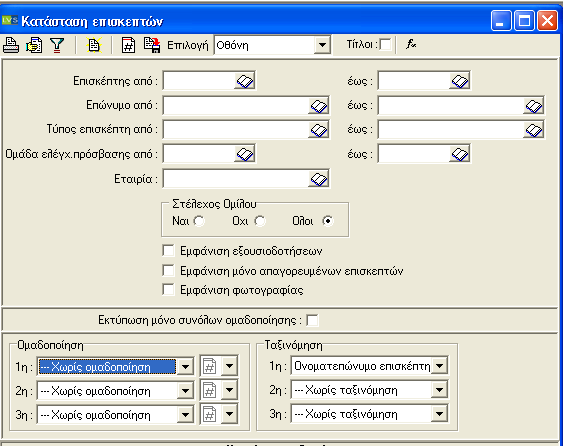 LVS Κατάσταση επισκεπτών
Επιλογή Οθόνη Τίτλοι: fx
Επισκέπτης από: έως:
Επώνυμο από: έως:
Τύπος επισκέπτη από: έως:
Ομάδα ελέγχ.πρόσβασης από: έως:
Εταιρία:
Στέλεχος Ομίλου
Ναι Όχι Όλοι
Εμφάνιση εξουσιοδοτήσεων
Εμφάνιση μόνο απαγορευμένων επισκεπτών
Εμφάνιση φωτογραφίας
Εκτύπωση μόνο συνόλων ομαδοποίησης:
Ομαδοποίηση Ταξινόμηση
1η: --- Χωρίς ομαδοποίηση # 1η: Ονοματεπώνυμο επισκέπτη
2η: --- Χωρίς ομαδοποίηση # 2η: --- Χωρίς ταξινόμηση
3η: --- Χωρίς ομαδοποίηση # 3η: --- Χωρίς ταξινόμηση